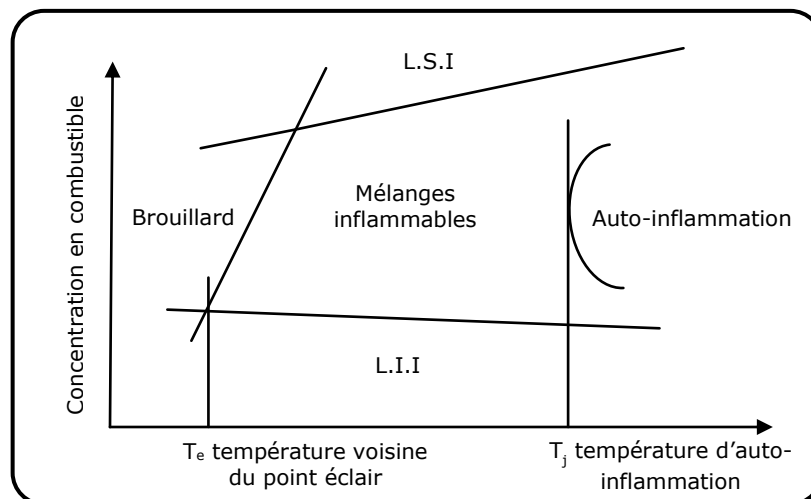 L.S.I
Concentration en combustible
Brouillard
Mélanges
inflammables
Auto-inflammation
L.I.I
Te température voisine
du point éclair
Tj température d'auto-
inflammation